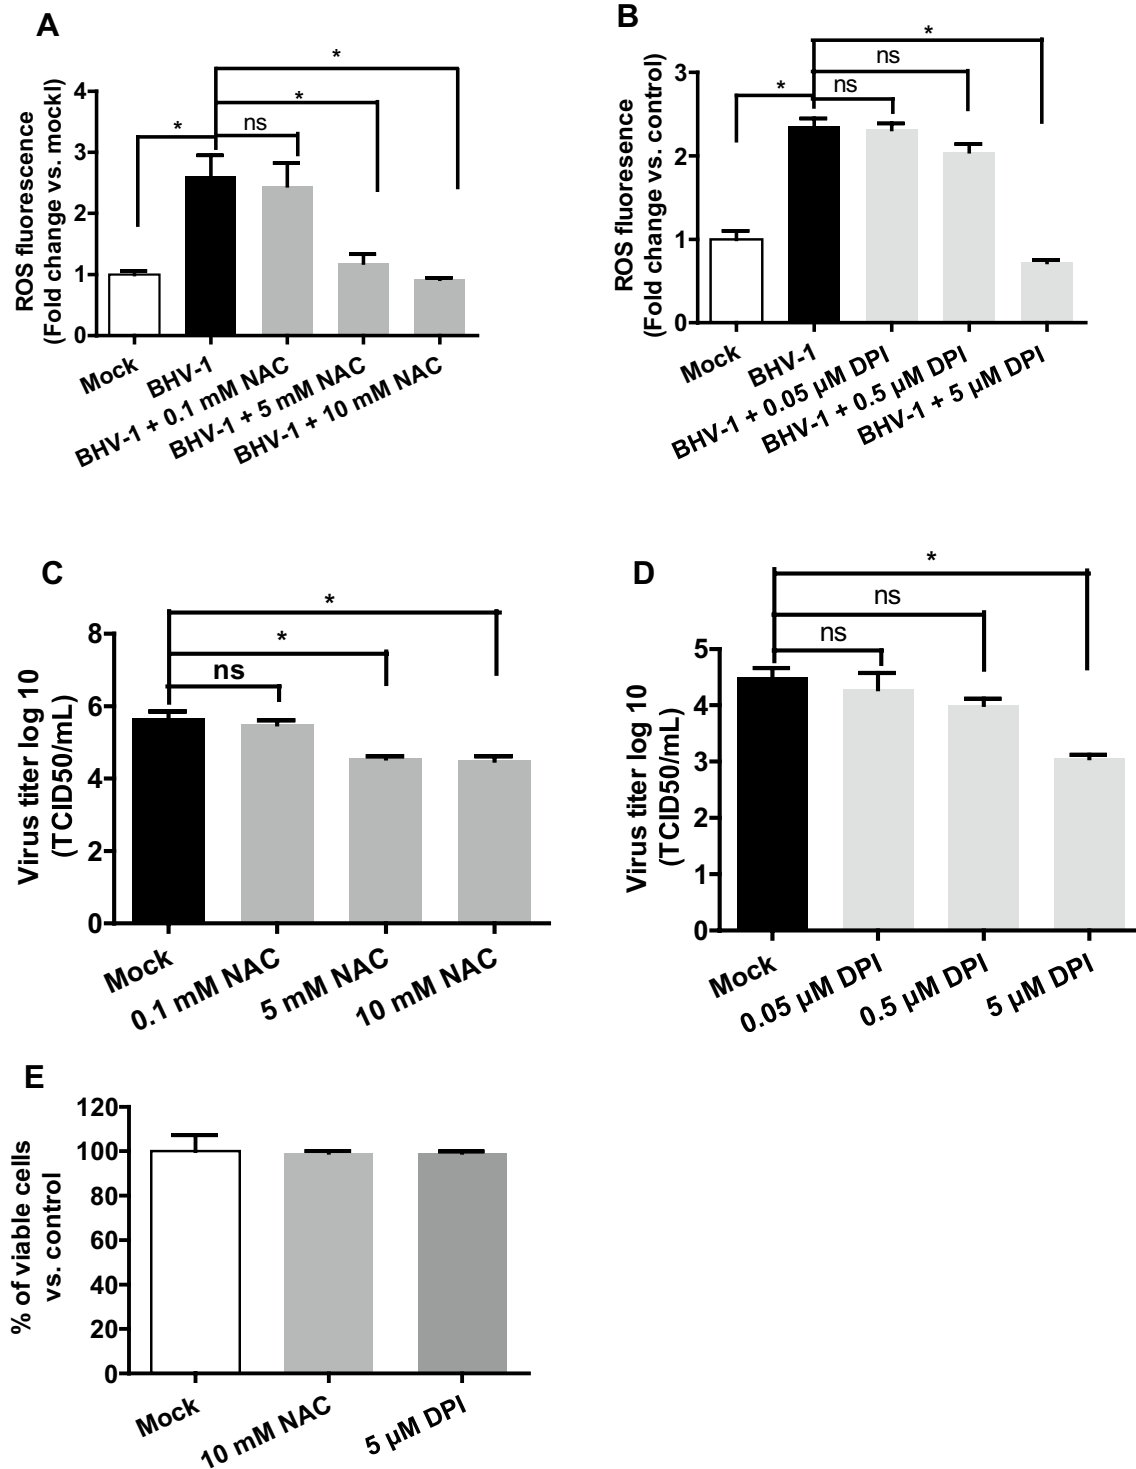 A
*
*
*
ns
ROS fluorescence
(Fold change vs. mockl)
4
3
2
1
0
Mock
BHV-1
BHV-1 + 0.1 mM NAC
BHV-1 + 5 mM NAC
BHV-1 + 10 mM NAC
B
*
ns
*
ns
ROS fluoresence
(Fold change vs. control)
3
2
1
0
Mock
BHV-1
BHV-1 + 0.05 µM DPI
BHV-1 + 0.5 µM DPI
BHV-1 + 5 µM DPI
C
*
*
ns
Virus titer log 10
(TCID50/mL)
8
6
4
2
0
Mock
0.1 mM NAC
5 mM NAC
10 mM NAC
D
*
ns
ns
Virus titer log 10
(TCID50/mL)
5
4
3
2
1
0
Mock
0.05 µM DPI
0.5 µM DPI
5 µM DPI
E
% of viable cells
vs. control
120
100
80
60
40
20
0
Mock
10 mM NAC
5 µM DPI